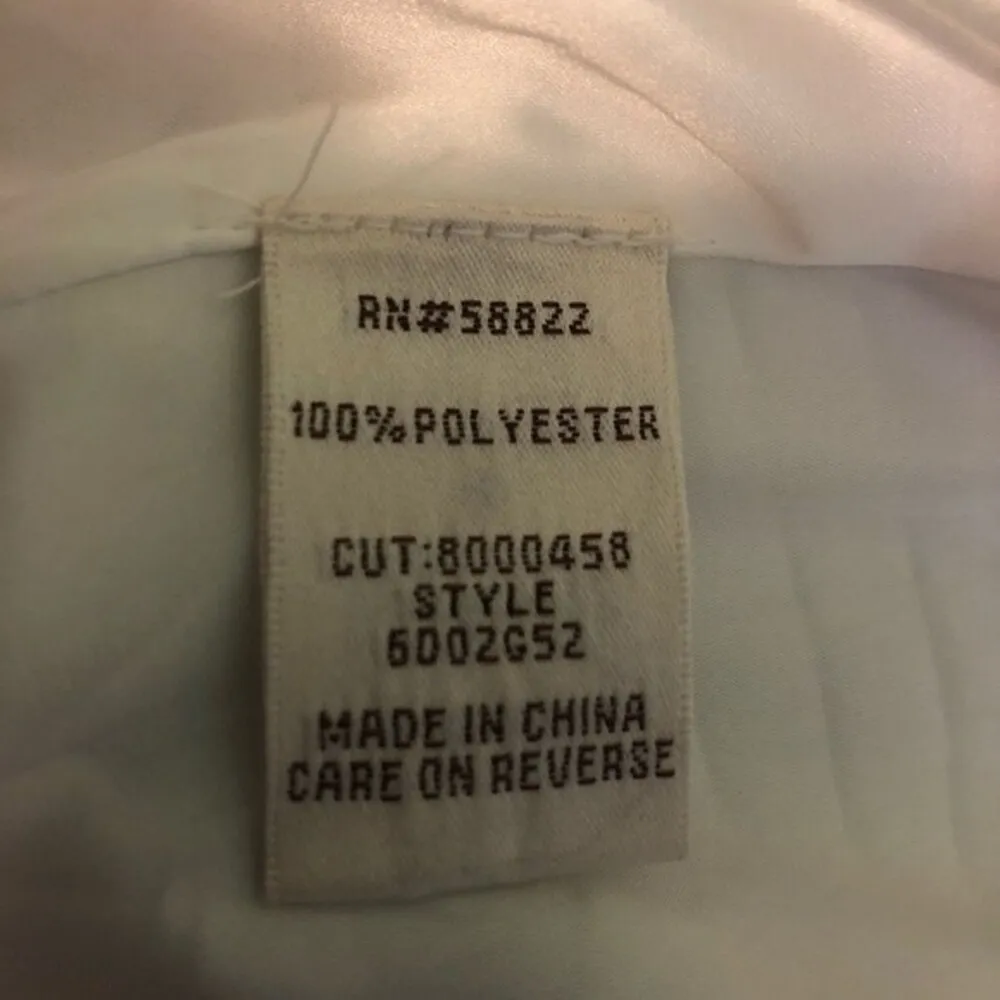 RN#58822
100%POLYESTER
CUT:8000458
STYLE
6D02G52
MADE IN CHINA
CARE ON REVERSE